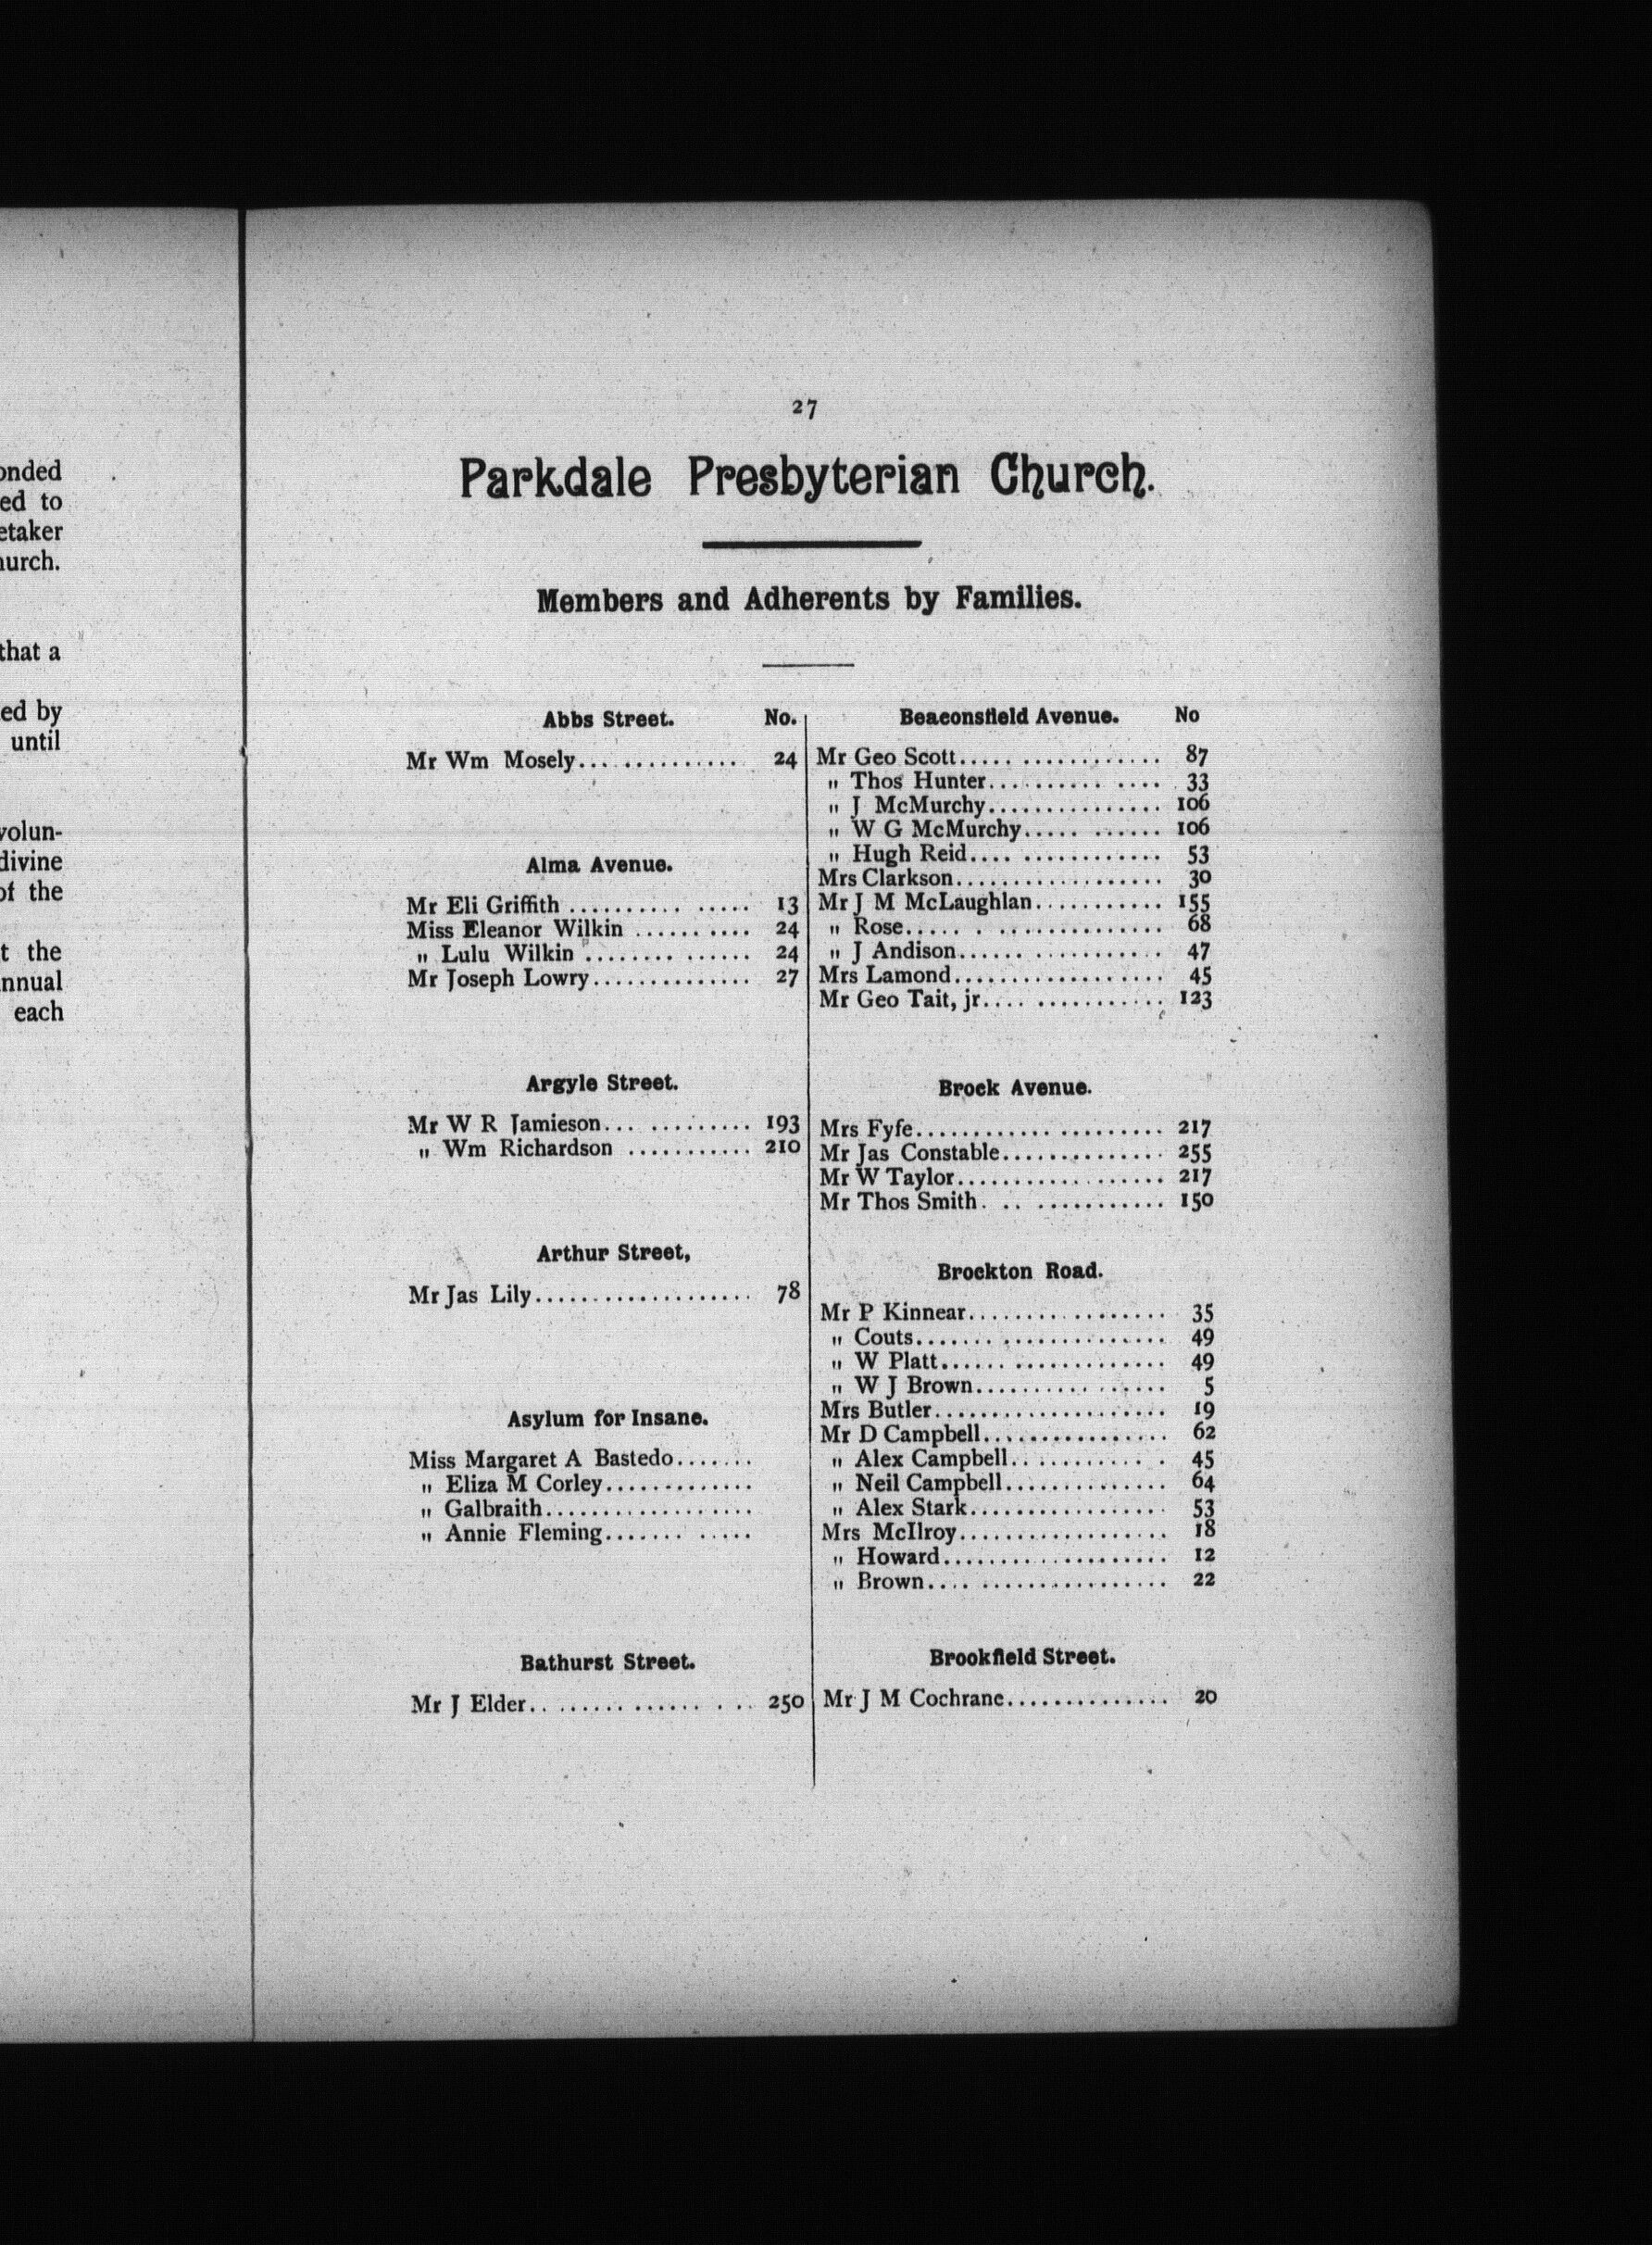 onded
ed to
etaker
urch.
that a
ed by
until
volun-
divine
of the
t the
nnual
each
27
Parkdale Presbyterian Church.
Members and Adherents by Families.
Abbs Street. No.
Mr Wm Mosely... .......... 24
Alma Avenue.
Mr Eli Griffith .......... ..... 13
Miss Eleanor Wilkin .......... 24
„ Lulu Wilkin ........ ...... 24
Mr Joseph Lowry.............. 27
Argyle Street.
Mr W R Jamieson... ......... 193
„ Wm Richardson ........... 210
Arthur Street,
Mr Jas Lily................... 78
Asylum for Insane.
Miss Margaret A Bastedo.......
„ Eliza M Corley.............
„ Galbraith..................
„ Annie Fleming....... .....
Bathurst Street.
Mr J Elder.. ............. . .. 250
Beaconsfield Avenue. No
Mr Geo Scott..... ............ 87
„ Thos Hunter.......... .... 33
„ J McMurchy............... 106
„ W G McMurchy..... ...... 106
„ Hugh Reid.... ............ 53
Mrs Clarkson.................. 30
Mr J M McLaughlan........... 155
„ Rose..... . .............. 68
„ J Andison...... ........... 47
Mrs Lamond.................. 45
Mr Geo Tait, jr.... ........... 123
Brock Avenue.
Mrs Fyfe............ ......... 217
Mr Jas Constable.............. 255
Mr W Taylor.................. 217
Mr Thos Smith. .. ........... 150
Brockton Road.
Mr P Kinnear................. 35
„ Couts....... .............. 49
„ W Platt...... ............. 49
„ W J Brown................ 5
Mrs Butler.................... 19
Mr D Campbell................ 62
„ Alex Campbell........... . 45
„ Neil Campbell.............. 64
„ Alex Stark................. 53
Mrs McIlroy.................. 18
„ Howard................... 12
„ Brown.... ................ 22
Brookfield Street.
Mr J M Cochrane.............. 20